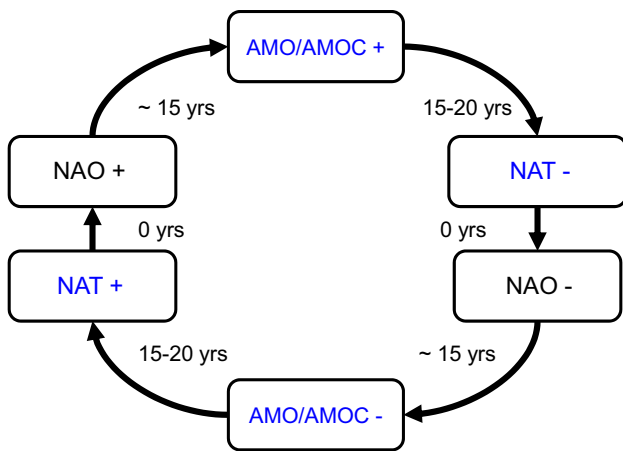 AMO/AMOC +
~ 15 yrs
15-20 yrs
NAO +
NAT -
0 yrs
0 yrs
NAT +
NAO -
15-20 yrs
~ 15 yrs
AMO/AMOC -